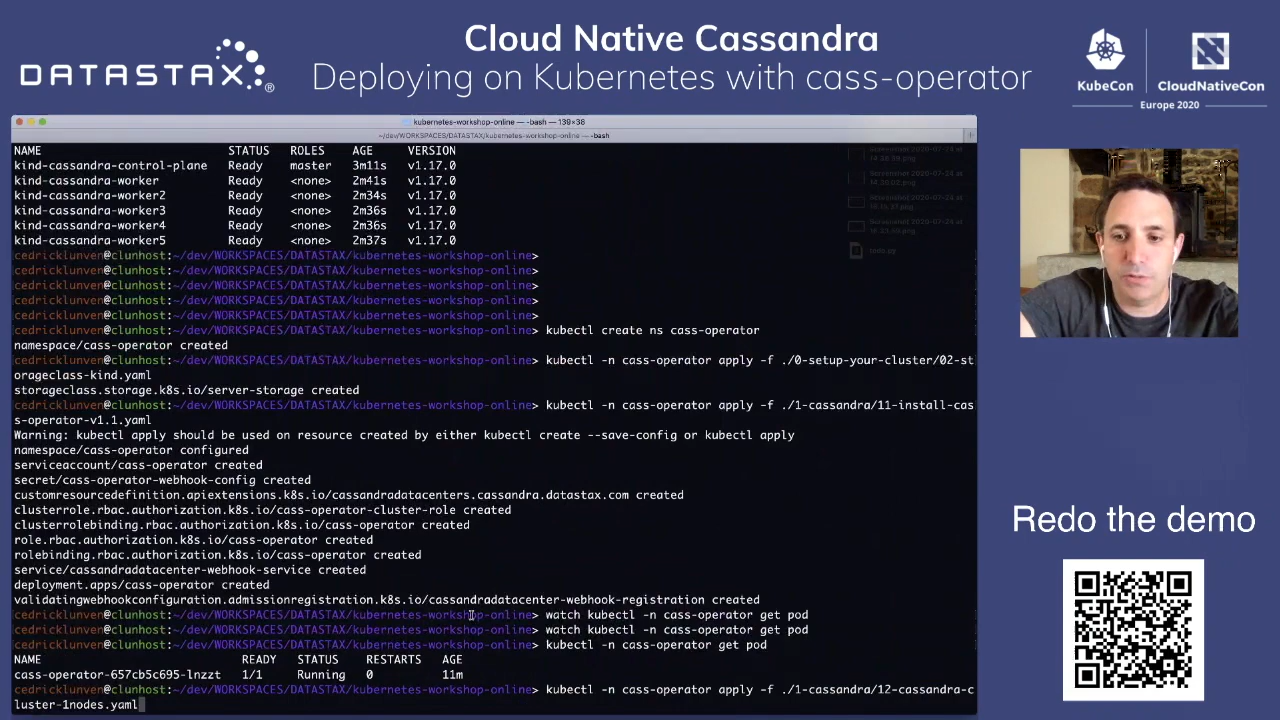 DATASTAX®
Cloud Native Cassandra
Deploying on Kubernetes with cass-operator
KubeCon
CloudNativeCon
Europe 2020
kubernetes-workshop-online — -bash — 139×38
~/dev/WORKSPACES/DATASTAX/kubernetes-workshop-online — -bash
NAME STATUS ROLES AGE VERSION
kind-cassandra-control-plane Ready master 3m11s v1.17.0
kind-cassandra-worker Ready <none> 2m41s v1.17.0
kind-cassandra-worker2 Ready <none> 2m34s v1.17.0
kind-cassandra-worker3 Ready <none> 2m36s v1.17.0
kind-cassandra-worker4 Ready <none> 2m36s v1.17.0
kind-cassandra-worker5 Ready <none> 2m37s v1.17.0
cedricklunven@clunhost:~/dev/WORKSPACES/DATASTAX/kubernetes-workshop-online>
cedricklunven@clunhost:~/dev/WORKSPACES/DATASTAX/kubernetes-workshop-online>
cedricklunven@clunhost:~/dev/WORKSPACES/DATASTAX/kubernetes-workshop-online>
cedricklunven@clunhost:~/dev/WORKSPACES/DATASTAX/kubernetes-workshop-online>
cedricklunven@clunhost:~/dev/WORKSPACES/DATASTAX/kubernetes-workshop-online>
cedricklunven@clunhost:~/dev/WORKSPACES/DATASTAX/kubernetes-workshop-online> kubectl create ns cass-operator
namespace/cass-operator created
cedricklunven@clunhost:~/dev/WORKSPACES/DATASTAX/kubernetes-workshop-online> kubectl -n cass-operator apply -f ./0-setup-your-cluster/02-st
orageclass-kind.yaml
storageclass.storage.k8s.io/server-storage created
cedricklunven@clunhost:~/dev/WORKSPACES/DATASTAX/kubernetes-workshop-online> kubectl -n cass-operator apply -f ./1-cassandra/11-install-cas
s-operator-v1.1.yaml
Warning: kubectl apply should be used on resource created by either kubectl create --save-config or kubectl apply
namespace/cass-operator configured
serviceaccount/cass-operator created
secret/cass-operator-webhook-config created
customresourcedefinition.apiextensions.k8s.io/cassandradatacenters.cassandra.datastax.com created
clusterrole.rbac.authorization.k8s.io/cass-operator-cluster-role created
clusterrolebinding.rbac.authorization.k8s.io/cass-operator created
role.rbac.authorization.k8s.io/cass-operator created
rolebinding.rbac.authorization.k8s.io/cass-operator created
service/cassandradatacenter-webhook-service created
deployment.apps/cass-operator created
validatingwebhookconfiguration.admissionregistration.k8s.io/cassandradatacenter-webhook-registration created
cedricklunven@clunhost:~/dev/WORKSPACES/DATASTAX/kubernetes-workshop-online> watch kubectl -n cass-operator get pod
cedricklunven@clunhost:~/dev/WORKSPACES/DATASTAX/kubernetes-workshop-online> watch kubectl -n cass-operator get pod
cedricklunven@clunhost:~/dev/WORKSPACES/DATASTAX/kubernetes-workshop-online> kubectl -n cass-operator get pod
NAME READY STATUS RESTARTS AGE
cass-operator-657cb5c695-lnzzt 1/1 Running 0 11m
cedricklunven@clunhost:~/dev/WORKSPACES/DATASTAX/kubernetes-workshop-online> kubectl -n cass-operator apply -f ./1-cassandra/12-cassandra-c
luster-1nodes.yaml
Redo the demo